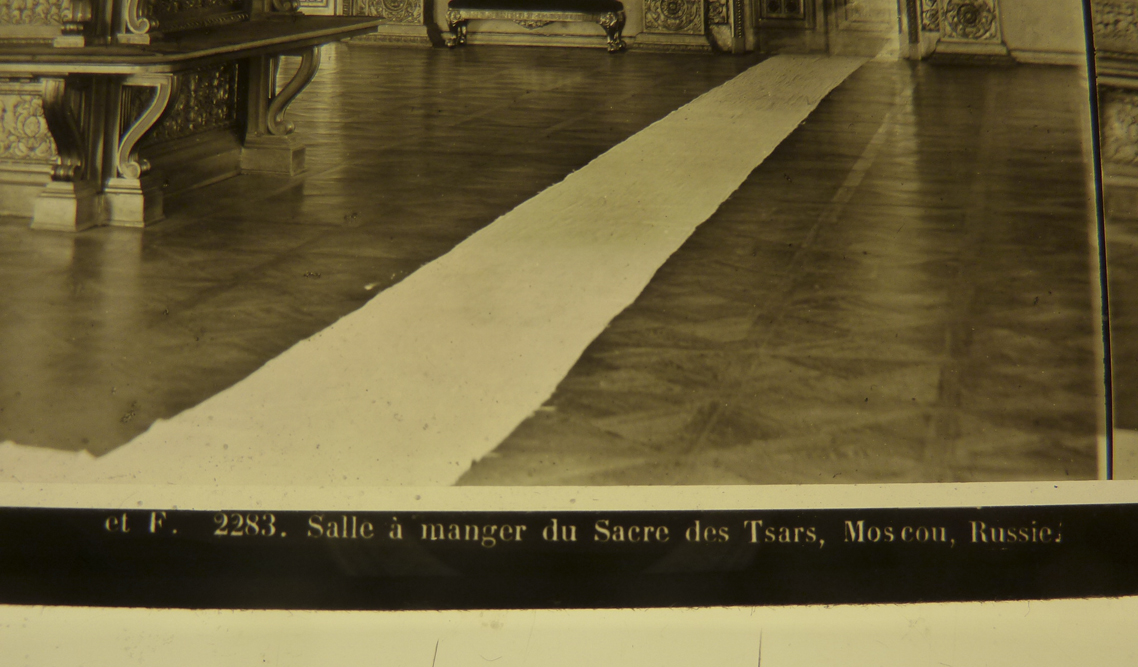 et F. 2283. Salle à manger du Sacre des Tsars, Moscou, Russie.